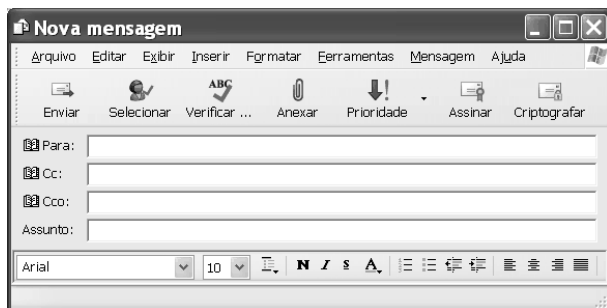 Nova mensagem
Arquivo Editar Exibir Inserir Formatar Ferramentas Mensagem Ajuda
ABC
Enviar Selecionar Verificar ... Anexar Prioridade Assinar Criptografar
Para:
Cc:
Cco:
Assunto:
Arial 10 N I S A